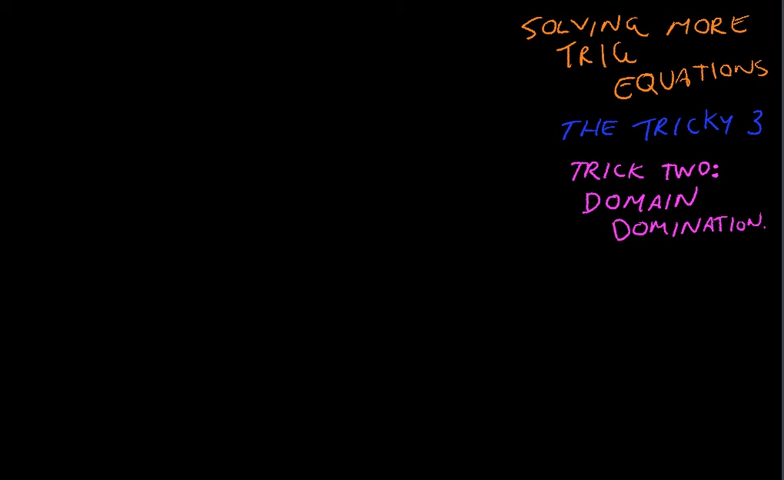 SOLVING MORE
TRIG
EQUATIONS
THE TRICKY 3
TRICK TWO:
DOMAIN
DOMINATION.